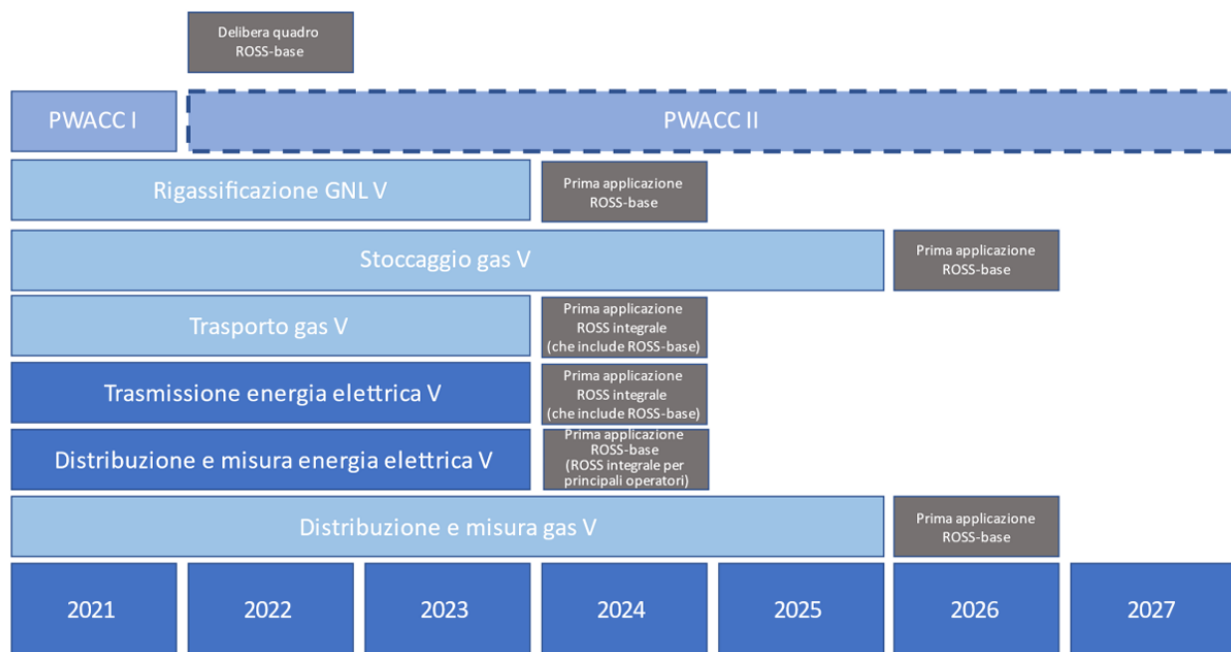 Delibera quadro
ROSS-base
PWACC I
PWACC II
Rigassificazione GNL V
Prima applicazione
ROSS-base
Stoccaggio gas V
Prima applicazione
ROSS-base
Trasporto gas V
Prima applicazione
ROSS integrale
(che include ROSS-base)
Trasmissione energia elettrica V
Prima applicazione
ROSS integrale
(che include ROSS-base)
Distribuzione e misura energia elettrica V
Prima applicazione
ROSS-base
(ROSS integrale per
principali operatori)
Distribuzione e misura gas V
Prima applicazione
ROSS-base
2021
2022
2023
2024
2025
2026
2027